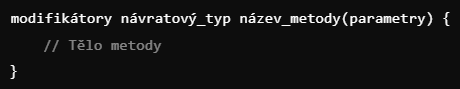 modifikátory návratový_typ název_metody(parametry) {
    // Tělo metody
}